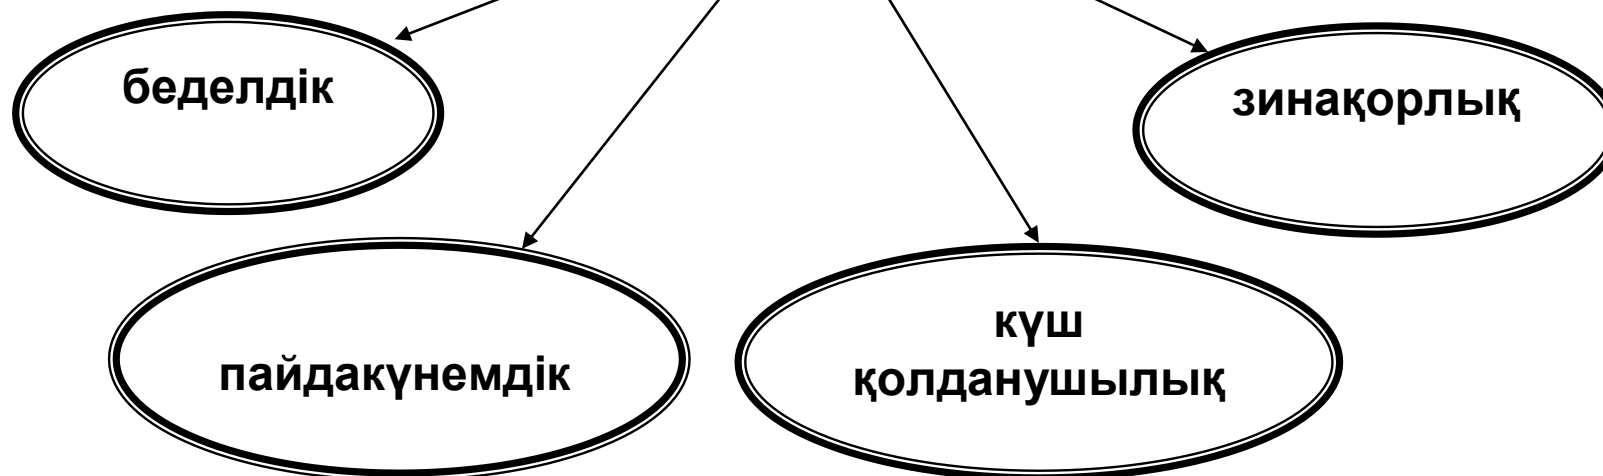 беделдік
зинақорлық
пайдакүнемдік
күш
қолданушылық